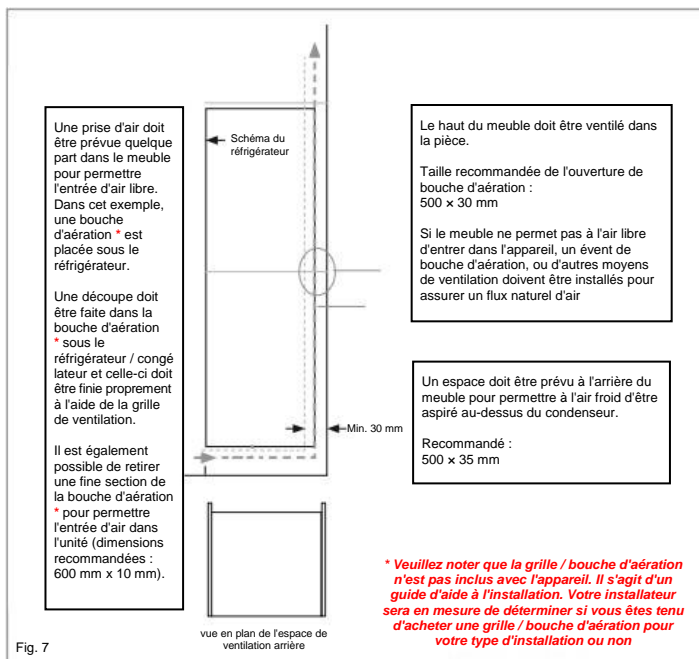 Une prise d'air doit
être prévue quelque
part dans le meuble
pour permettre
l'entrée d'air libre.
Dans cet exemple,
une bouche
d'aération * est
placée sous le
réfrigérateur.
Une découpe doit
être faite dans la
bouche d'aération
* sous le
réfrigérateur / congé
lateur et celle-ci doit
être finie proprement
à l'aide de la grille
de ventilation.
Il est également
possible de retirer
une fine section de
la bouche d'aération
* pour permettre
l'entrée d'air dans
l'unité (dimensions
recommandées :
600 mm x 10 mm).
Schéma du
réfrigérateur
Min. 30 mm
Le haut du meuble doit être ventilé dans
la pièce.
Taille recommandée de l'ouverture de
bouche d'aération :
500 × 30 mm
Si le meuble ne permet pas à l'air libre
d'entrer dans l'appareil, un évent de
bouche d'aération, ou d'autres moyens
de ventilation doivent être installés pour
assurer un flux naturel d'air
Un espace doit être prévu à l'arrière du
meuble pour permettre à l'air froid d'être
aspiré au-dessus du condenseur.
Recommandé :
500 × 35 mm
* Veuillez noter que la grille / bouche d'aération
n'est pas inclus avec l'appareil. Il s'agit d'un
guide d'aide à l'installation. Votre installateur
sera en mesure de déterminer si vous êtes tenu
d'acheter une grille / bouche d'aération pour
votre type d'installation ou non
vue en plan de l'espace de
ventilation arrière
Fig. 7